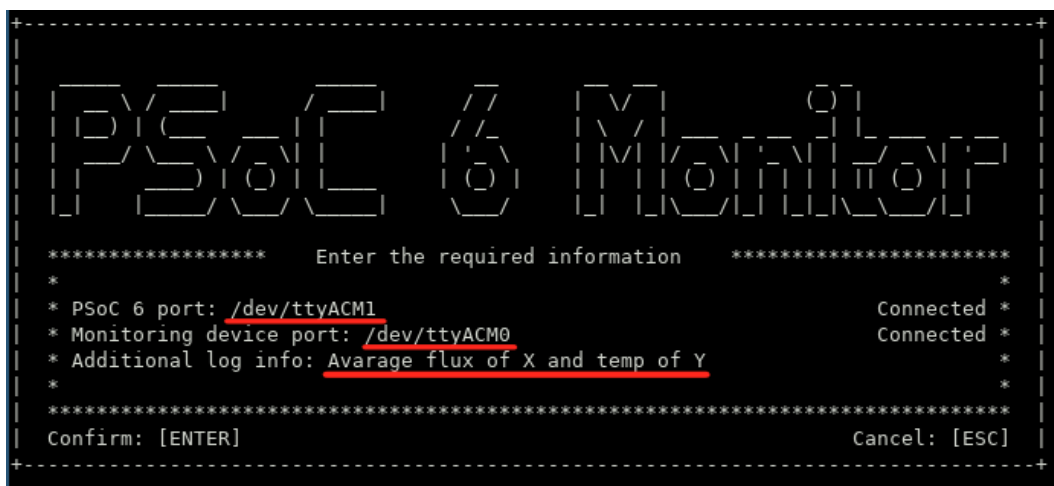 PSoC 6 Monitor
****************** Enter the required information ***********************
* *
* PSoC 6 port: /dev/ttyACM1 Connected *
* Monitoring device port: /dev/ttyACM0 Connected *
* Additional log info: Avarage flux of X and temp of Y *
* *
*******************************************************************************
Confirm: [ENTER] Cancel: [ESC]